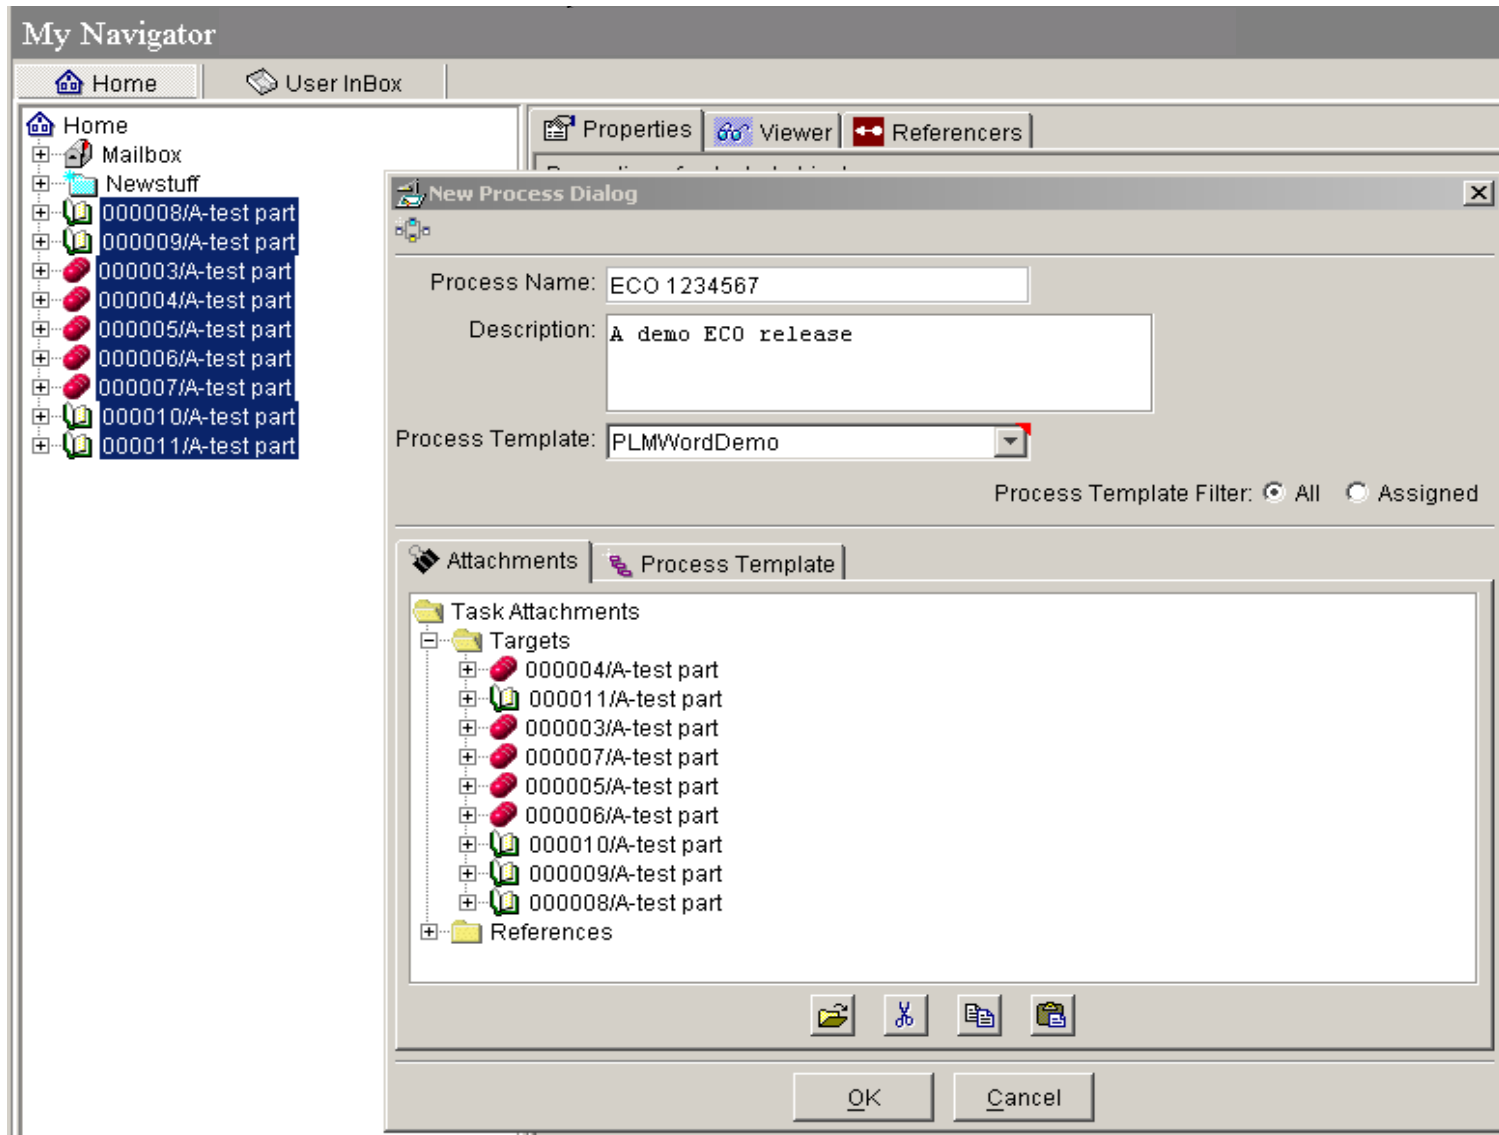 My Navigator
Home
User InBox
Home
Mailbox
Newstuff
000008/A-test part
000009/A-test part
000003/A-test part
000004/A-test part
000005/A-test part
000006/A-test part
000007/A-test part
000010/A-test part
000011/A-test part
Properties
Viewer
Referencers
New Process Dialog
Process Name: ECO 1234567
Description: A demo ECO release
Process Template: PLMWordDemo
Process Template Filter: All Assigned
Attachments
Process Template
Task Attachments
Targets
000004/A-test part
000011/A-test part
000003/A-test part
000007/A-test part
000005/A-test part
000006/A-test part
000010/A-test part
000009/A-test part
000008/A-test part
References
OK
Cancel